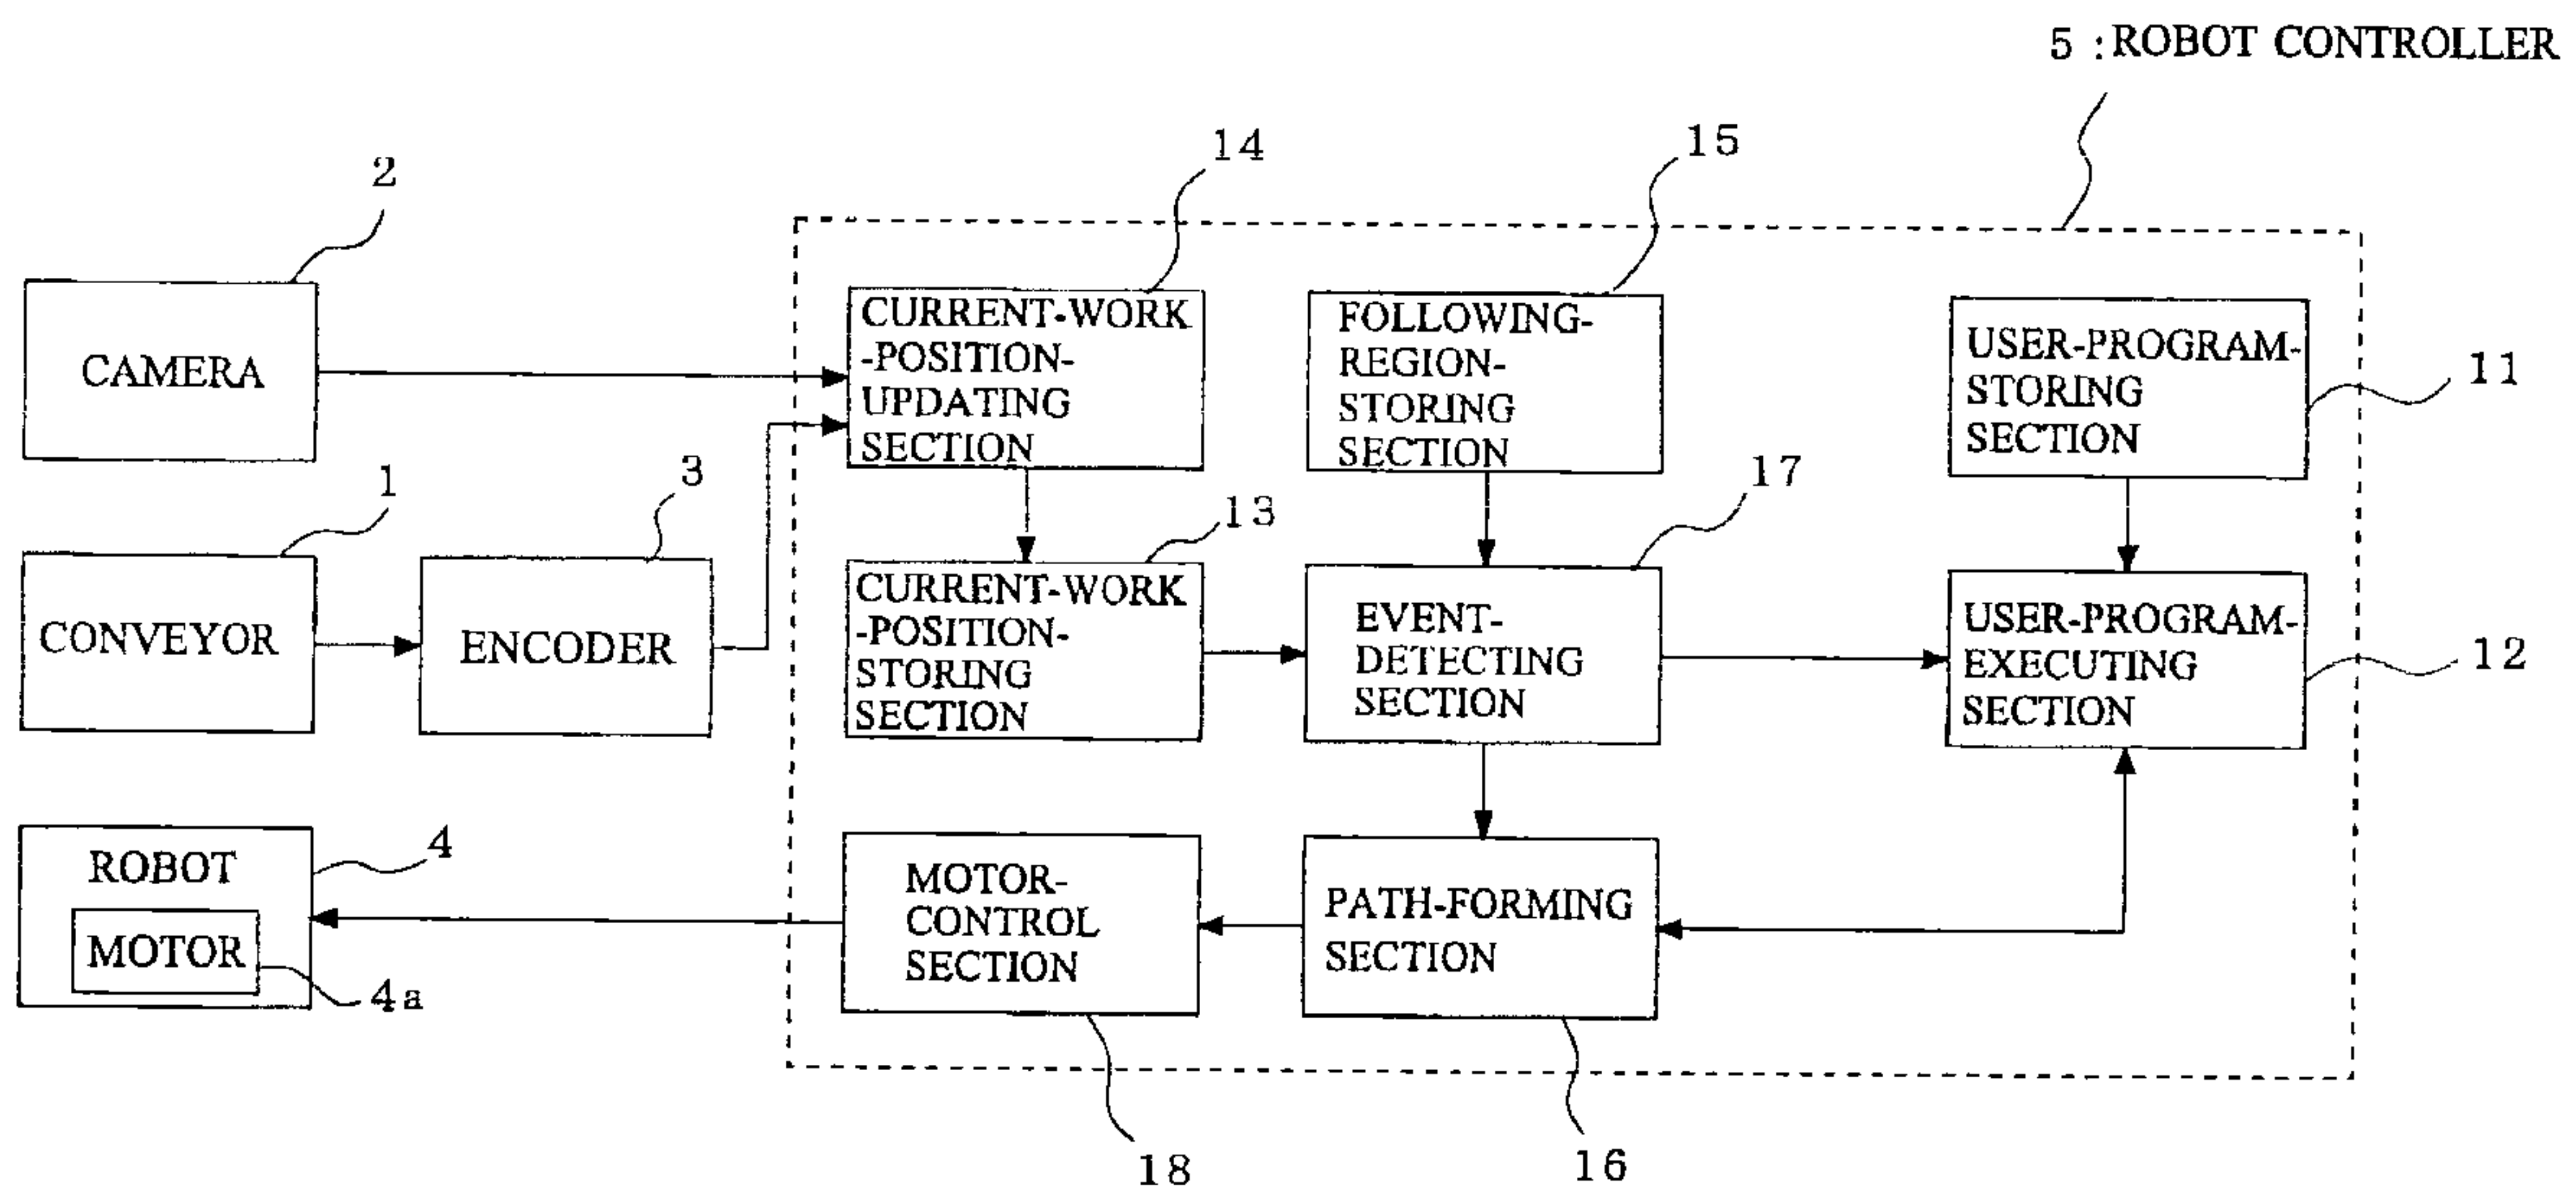 5 : ROBOT CONTROLLER
14
15
2
CAMERA
CURRENT-WORK
-POSITION-
UPDATING
SECTION
FOLLOWING-
REGION-
STORING
SECTION
USER-PROGRAM-
STORING
SECTION
11
1
3
13
17
CONVEYOR
ENCODER
CURRENT-WORK
-POSITION-
STORING
SECTION
EVENT-
DETECTING
SECTION
USER-PROGRAM-
EXECUTING
SECTION
12
ROBOT
4
MOTOR
4a
MOTOR-
CONTROL
SECTION
PATH-FORMING
SECTION
18
16